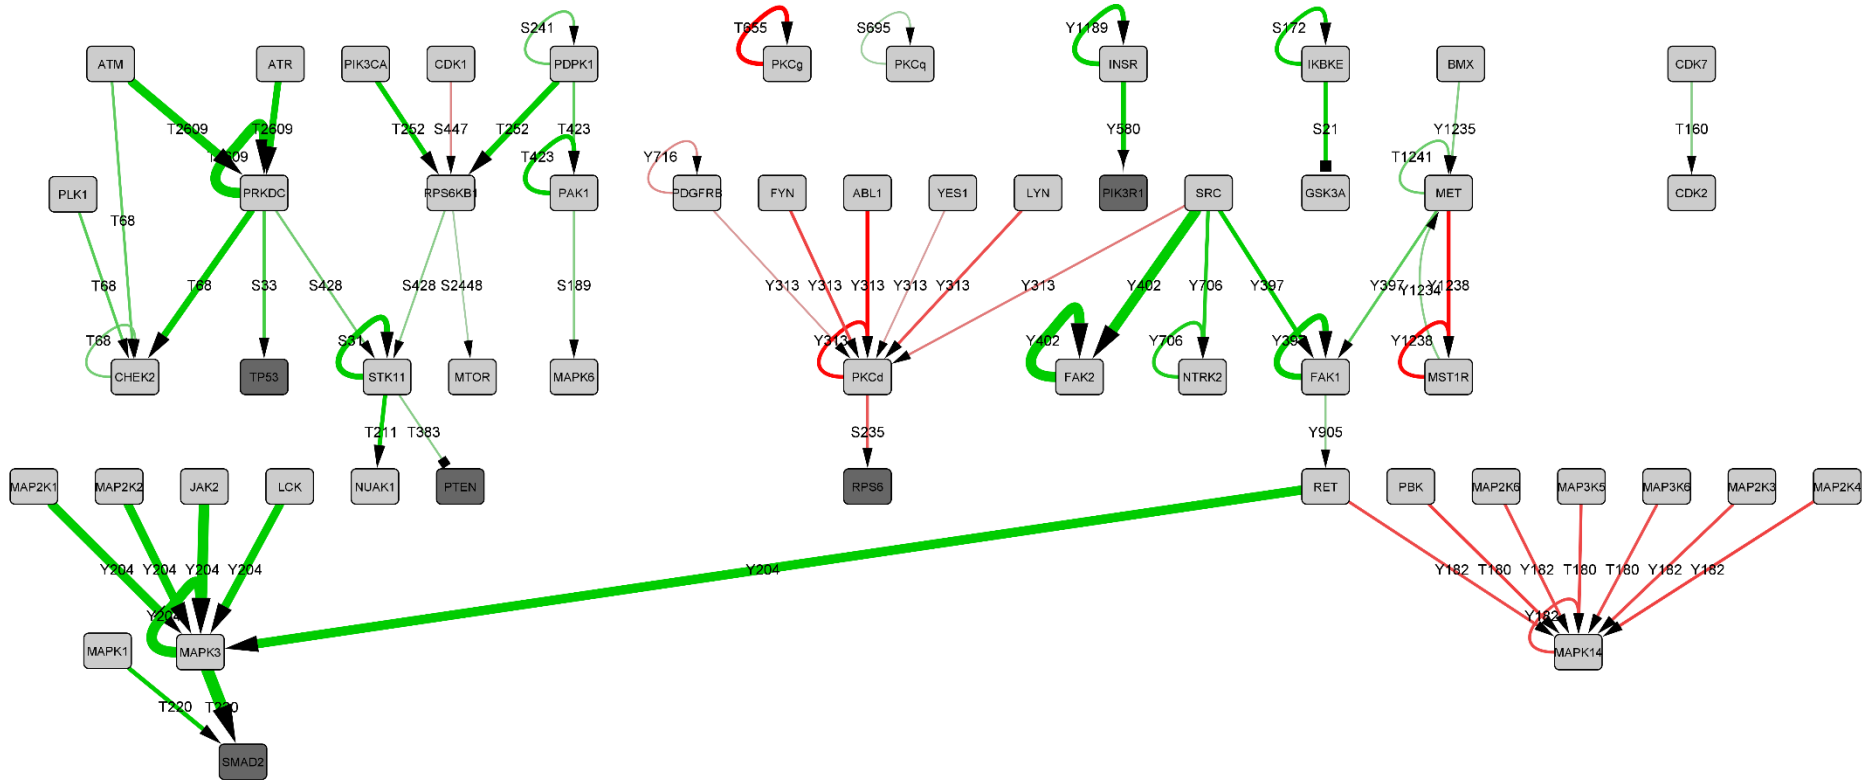 S241
T655
S695
Y1189
S172
ATM
ATR
PIK3CA
CDK1
PDPK1
PKCg
PKCq
INSR
IKBKE
BMX
CDK7
T2609
T2609
T252
S447
T252
T423
Y580
S21
Y1235
T160
T2609
T423
Y716
T1241
PLK1
PRKDC
RPS6KB1
PAK1
PDGFRB
FYN
ABL1
YES1
LYN
PIK3R1
SRC
GSK3A
MET
CDK2
T68
T68
T68
S33
S428
S428
S2448
S189
Y313
Y313
Y313
Y313
Y313
Y313
Y402
Y706
Y397
Y397
Y1234
Y1238
T68
S31
Y313
Y402
Y706
Y397
Y1238
CHEK2
TP53
STK11
MTOR
MAPK6
PKCd
FAK2
NTRK2
FAK1
MST1R
T211
T383
S235
Y905
MAP2K1
MAP2K2
JAK2
LCK
NUAK1
PTEN
RPS6
RET
PBK
MAP2K6
MAP3K5
MAP3K6
MAP2K3
MAP2K4
Y204
Y204
Y204
Y204
Y204
Y182
T180
Y182
T180
T180
Y182
Y182
Y204
Y182
MAPK1
MAPK3
MAPK14
T220
T220
SMAD2